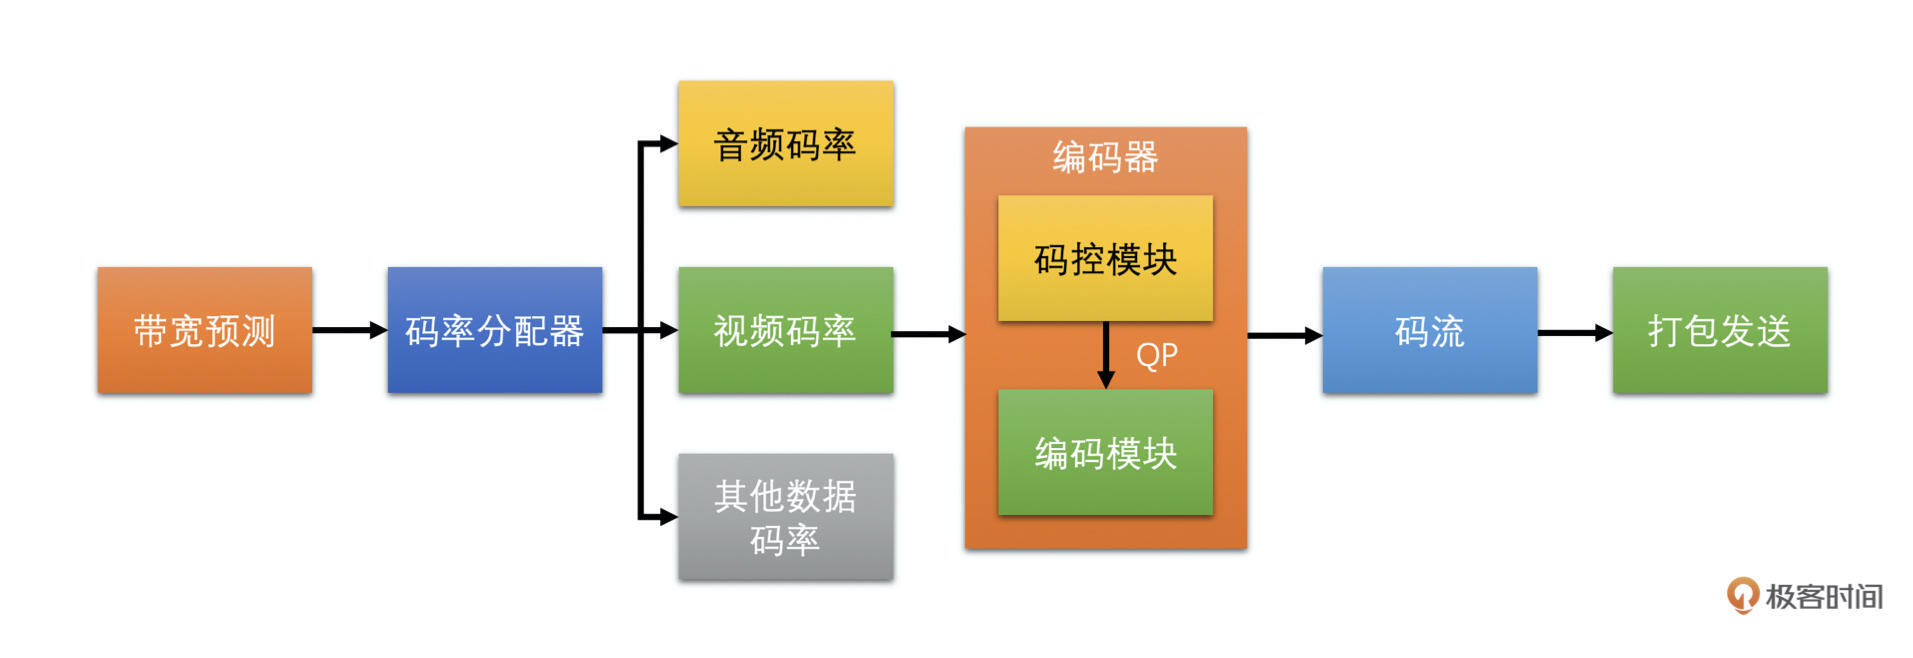 带宽预测
码率分配器
音频码率
视频码率
其他数据
码率
编码器
码控模块
QP
编码模块
码流
打包发送
极客时间